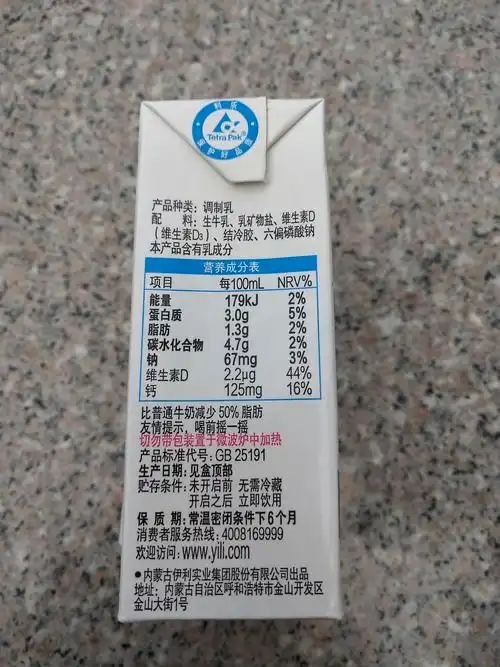 利乐
Tetra Pak®
保护好品质
产品种类：调制乳
配 料：生牛乳、乳矿物盐、维生素D
（维生素D₃）、结冷胶、六偏磷酸钠
本产品含有乳成分
营养成分表
项目 每100mL NRV%
能量 179kJ 2%
蛋白质 3.0g 5%
脂肪 1.3g 2%
碳水化合物 4.7g 2%
钠 67mg 3%
维生素D 2.2μg 44%
钙 125mg 16%
比普通牛奶减少50%脂肪
友情提示，喝前摇一摇
切勿带包装置于微波炉中加热
产品标准代号：GB 25191
生产日期：见盒顶部
贮存条件：未开启前 无需冷藏
开启之后 立即饮用
保 质 期：常温密闭条件下6个月
消费者服务热线：4008169999
欢迎访问：www.yili.com
●内蒙古伊利实业集团股份有限公司出品
地址：内蒙古自治区呼和浩特市金山开发区
金山大街1号